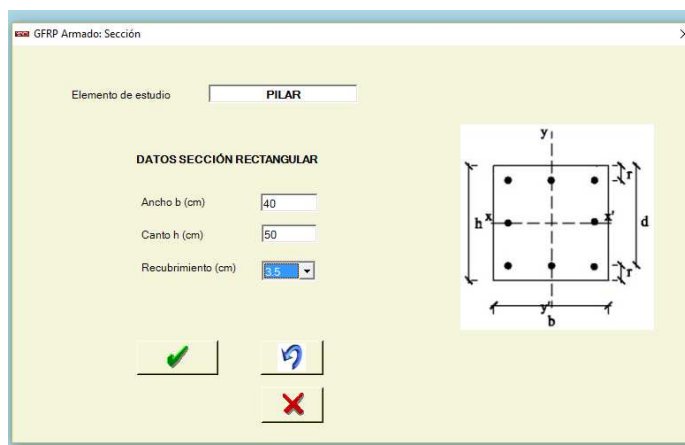 GFRP Armado: Sección
Elemento de estudio PILAR
DATOS SECCIÓN RECTANGULAR
Ancho b (cm) 40
Canto h (cm) 50
Recubrimiento (cm) 3.5
y
r
h x x' d
r
y'
b